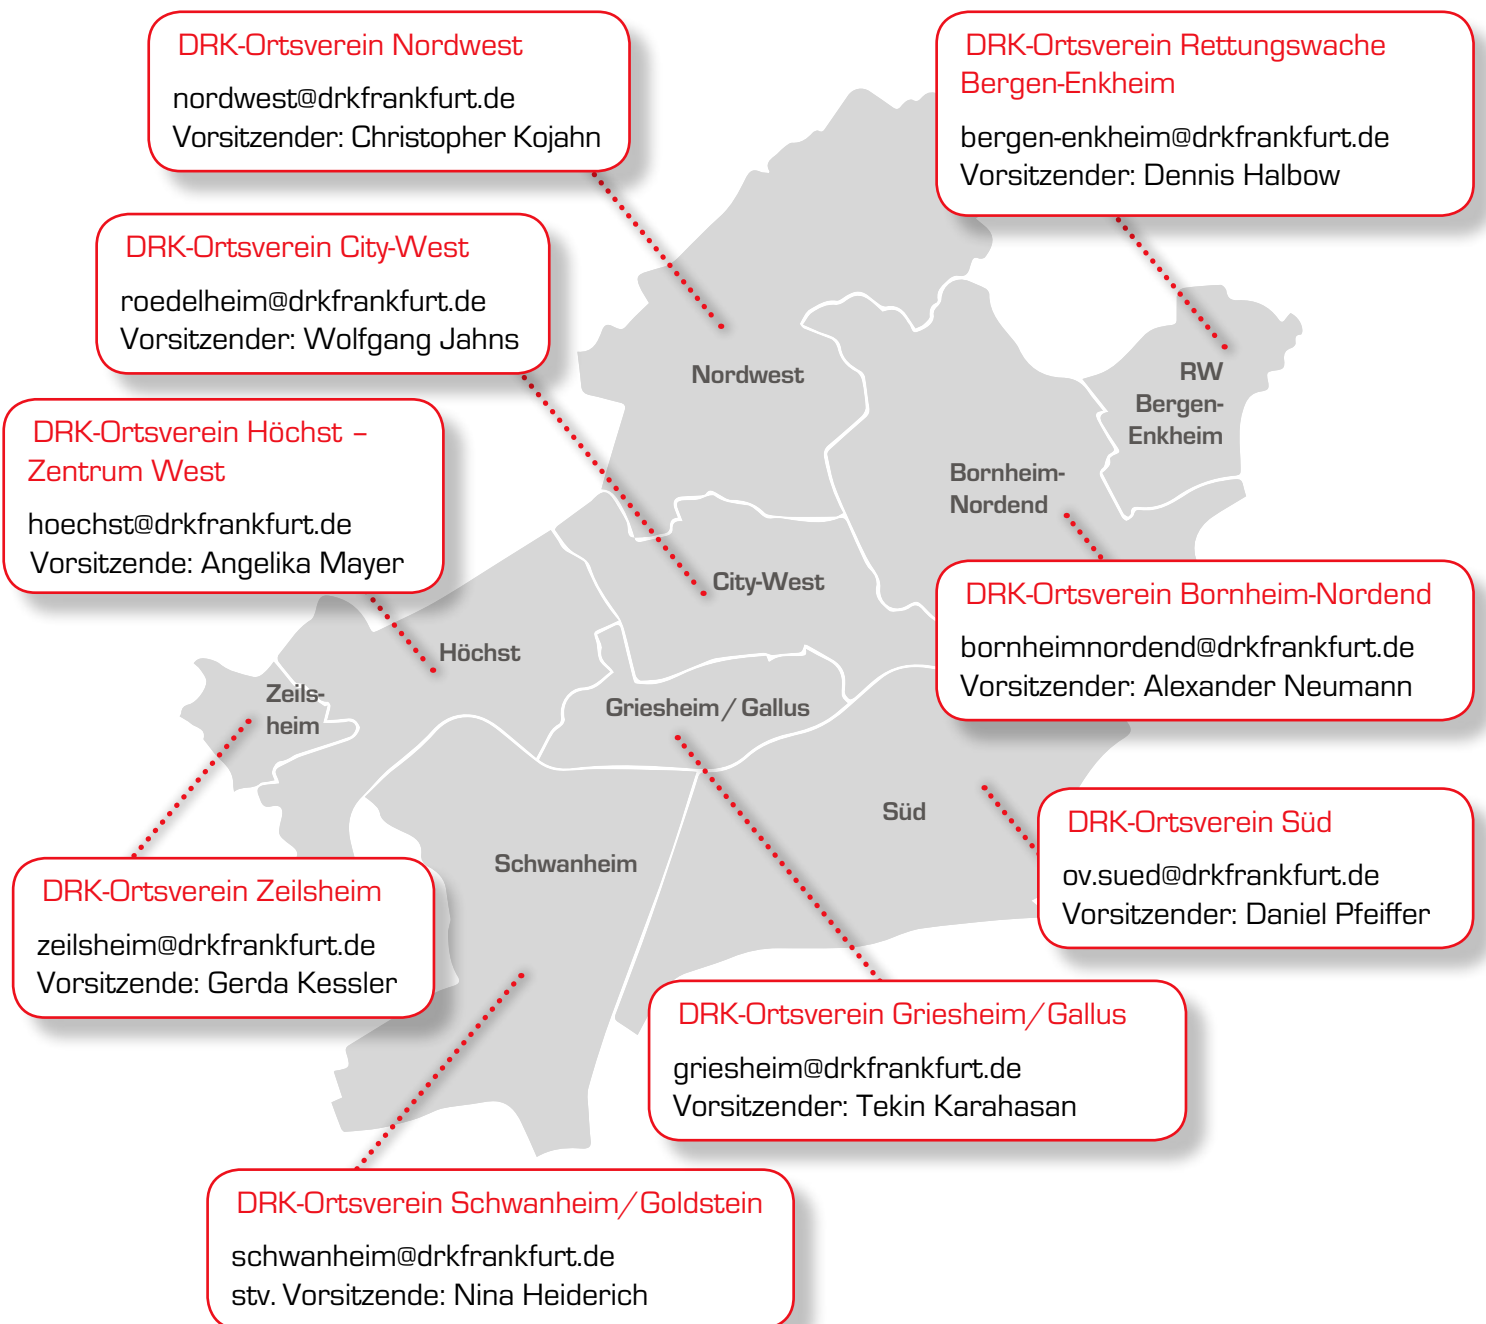 DRK-Ortsverein Nordwest
nordwest@drkfrankfurt.de
Vorsitzender: Christopher Kojahn
DRK-Ortsverein Rettungswache
Bergen-Enkheim
bergen-enkheim@drkfrankfurt.de
Vorsitzender: Dennis Halbow
DRK-Ortsverein City-West
roedelheim@drkfrankfurt.de
Vorsitzender: Wolfgang Jahns
DRK-Ortsverein Höchst –
Zentrum West
hoechst@drkfrankfurt.de
Vorsitzende: Angelika Mayer
Nordwest
RW
Bergen-
Enkheim
Bornheim-
Nordend
City-West
Höchst
Zeils-
heim
Griesheim / Gallus
Süd
Schwanheim
DRK-Ortsverein Bornheim-Nordend
bornheimnordend@drkfrankfurt.de
Vorsitzender: Alexander Neumann
DRK-Ortsverein Süd
ov.sued@drkfrankfurt.de
Vorsitzender: Daniel Pfeiffer
DRK-Ortsverein Zeilsheim
zeilsheim@drkfrankfurt.de
Vorsitzende: Gerda Kessler
DRK-Ortsverein Griesheim/Gallus
griesheim@drkfrankfurt.de
Vorsitzender: Tekin Karahasan
DRK-Ortsverein Schwanheim/Goldstein
schwanheim@drkfrankfurt.de
stv. Vorsitzende: Nina Heiderich